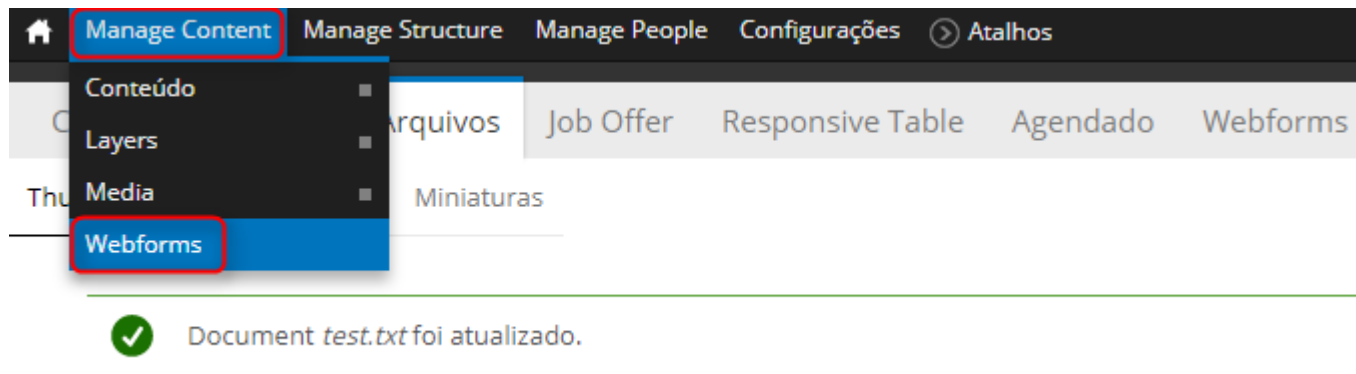 Manage Content Manage Structure Manage People Configurações Atalhos
Conteúdo
Arquivos Job Offer Responsive Table Agendado Webforms
Layers
Thu Media Miniaturas
Webforms
Document test.txt foi atualizado.